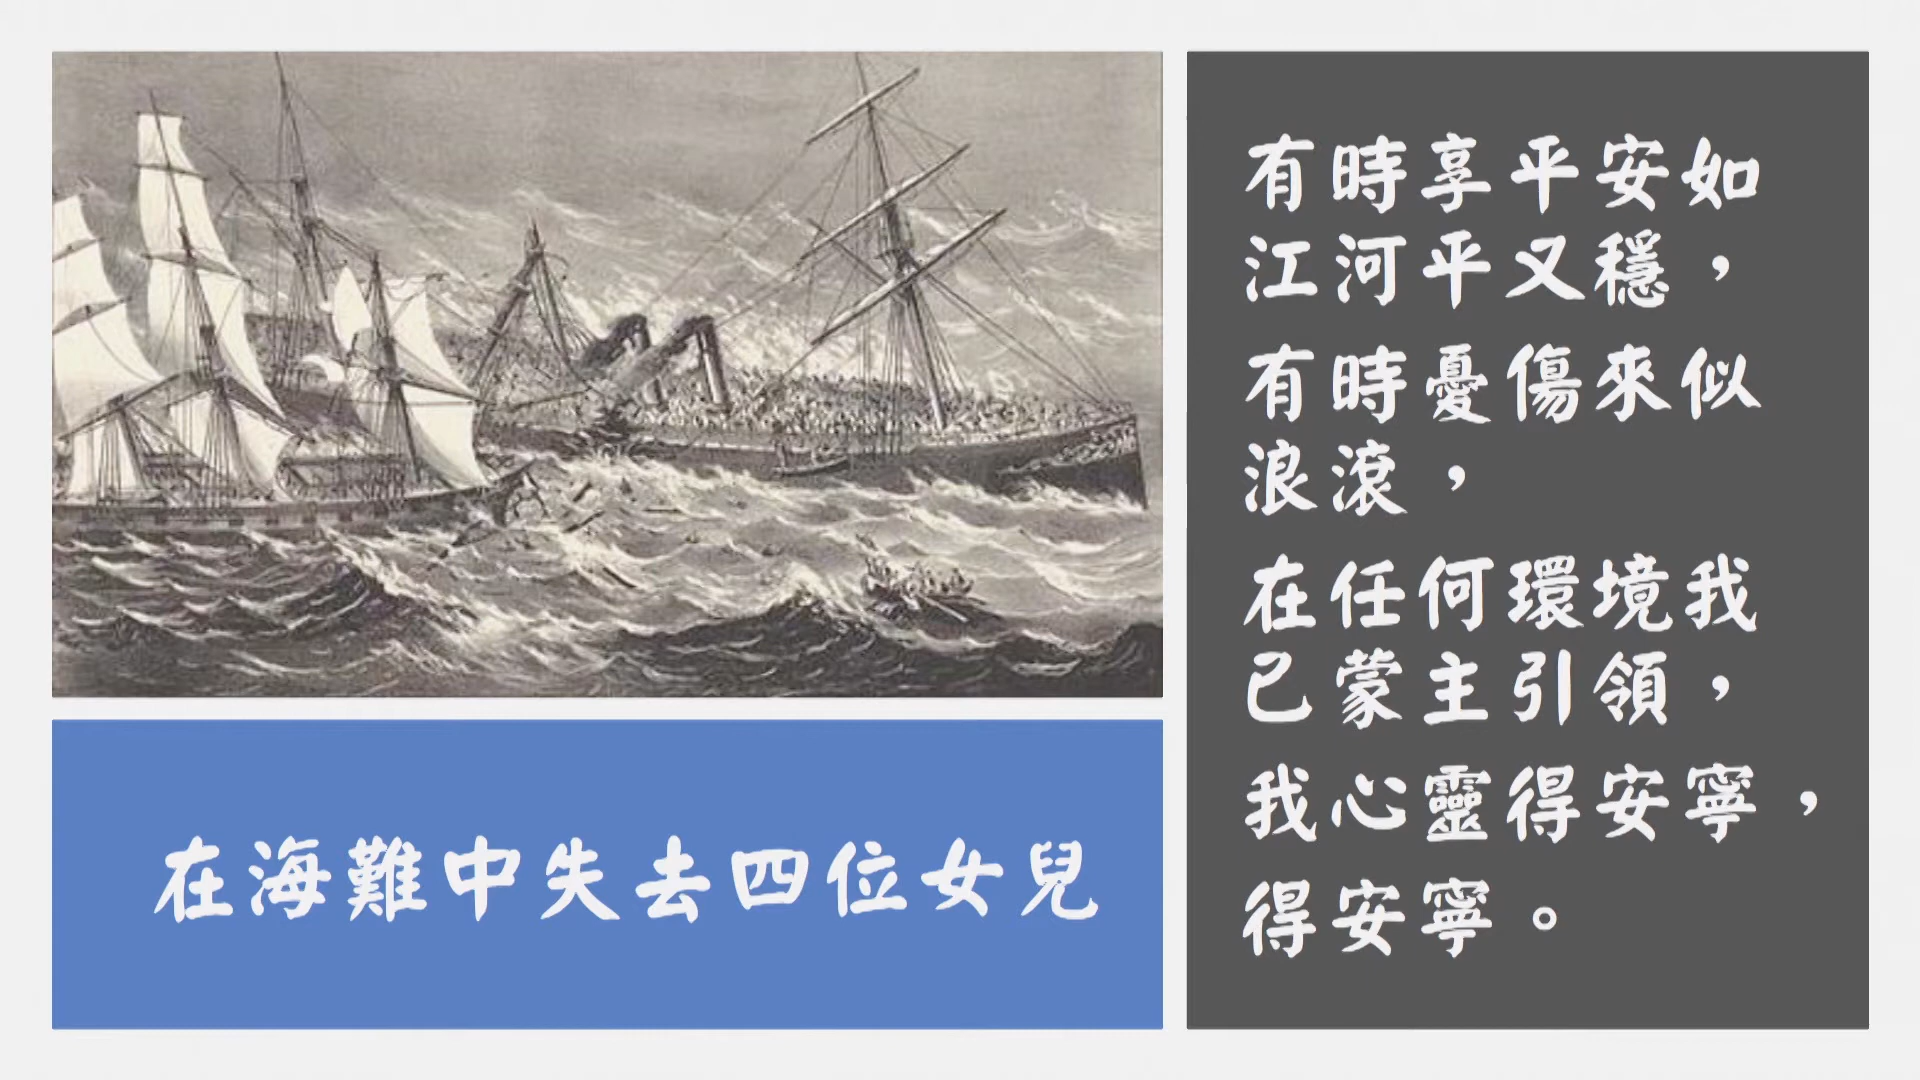 在海難中失去四位女兒
有時享平安如
江河平又穩，
有時憂傷來似
浪滾，
在任何環境我
已蒙主引領，
我心靈得安寧，
得安寧。